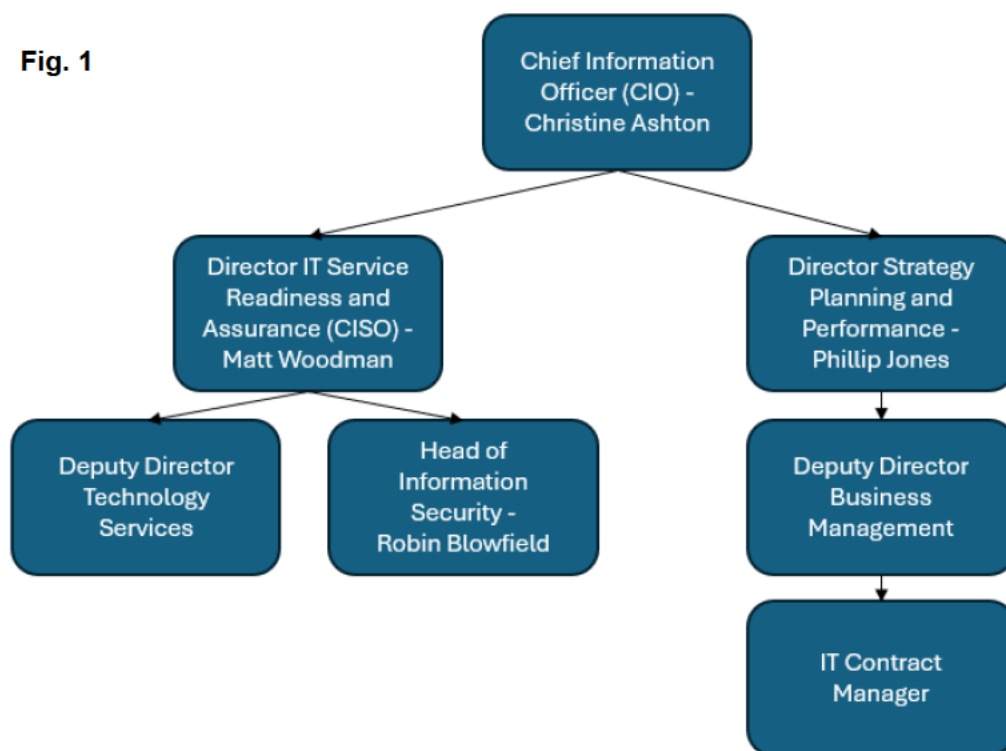 Fig. 1
Chief Information
Officer (CIO) -
Christine Ashton
Director IT Service
Readiness and
Assurance (CISO) -
Matt Woodman
Director Strategy
Planning and
Performance -
Phillip Jones
Deputy Director
Technology
Services
Head of
Information
Security -
Robin Blowfield
Deputy Director
Business
Management
IT Contract
Manager